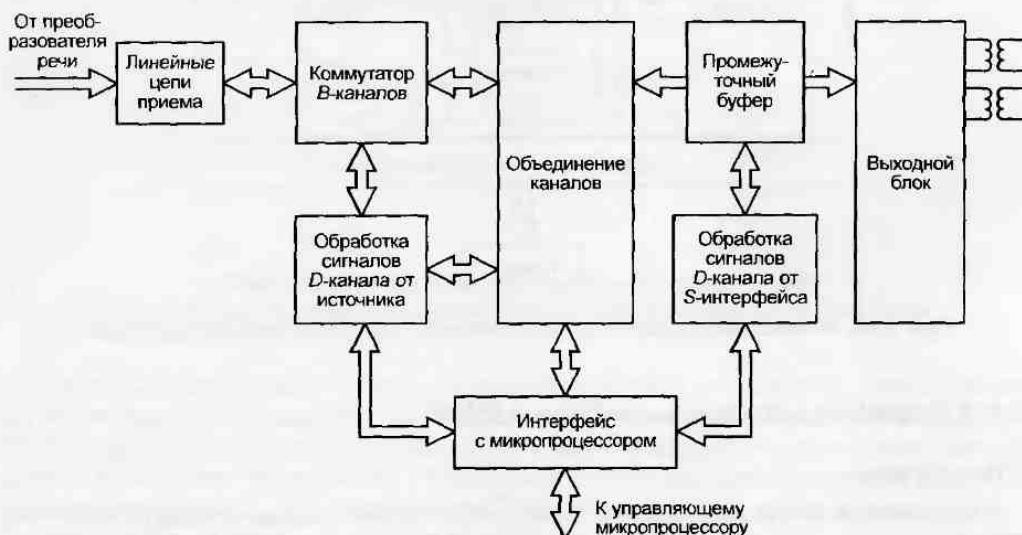 От преоб-
разователя
речи
Линейные
цепи
приема
Коммутатор
B-каналов
Объединение
каналов
Промежу-
точный
буфер
Выходной
блок
Обработка
сигналов
D-канала от
источника
Обработка
сигналов
D-канала от
S-интерфейса
Интерфейс
с микропроцессором
К управляющему
микропроцессору